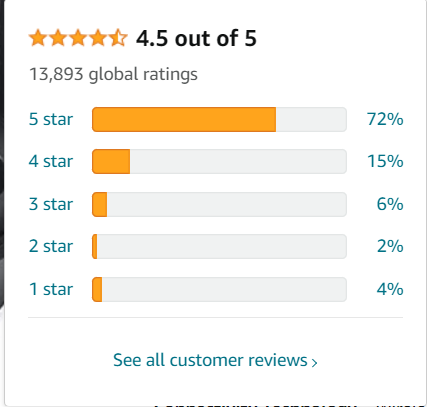 4.5 out of 5
13,893 global ratings
5 star 72%
4 star 15%
3 star 6%
2 star 2%
1 star 4%
See all customer reviews ›